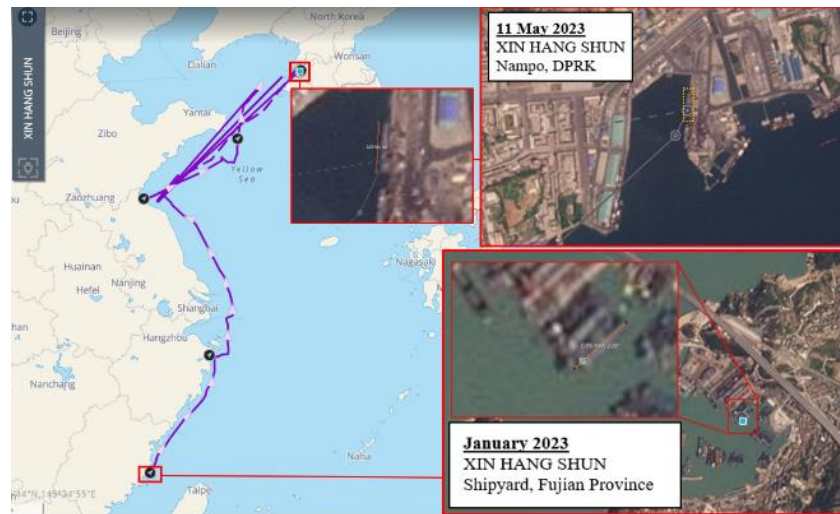 XIN HANG SHUN
Beijing
Dalian
North Korea
Wonsan
Yantai
Zibo
Yellow
Sea
Zaozhuang
Huainan
Nanjing
Hefei
Shanghai
Hangzhou
Nanchang
Nagasaki
Naha
Taipei
11 May 2023
XIN HANG SHUN
Nampo, DPRK
January 2023
XIN HANG SHUN
Shipyard, Fujian Province